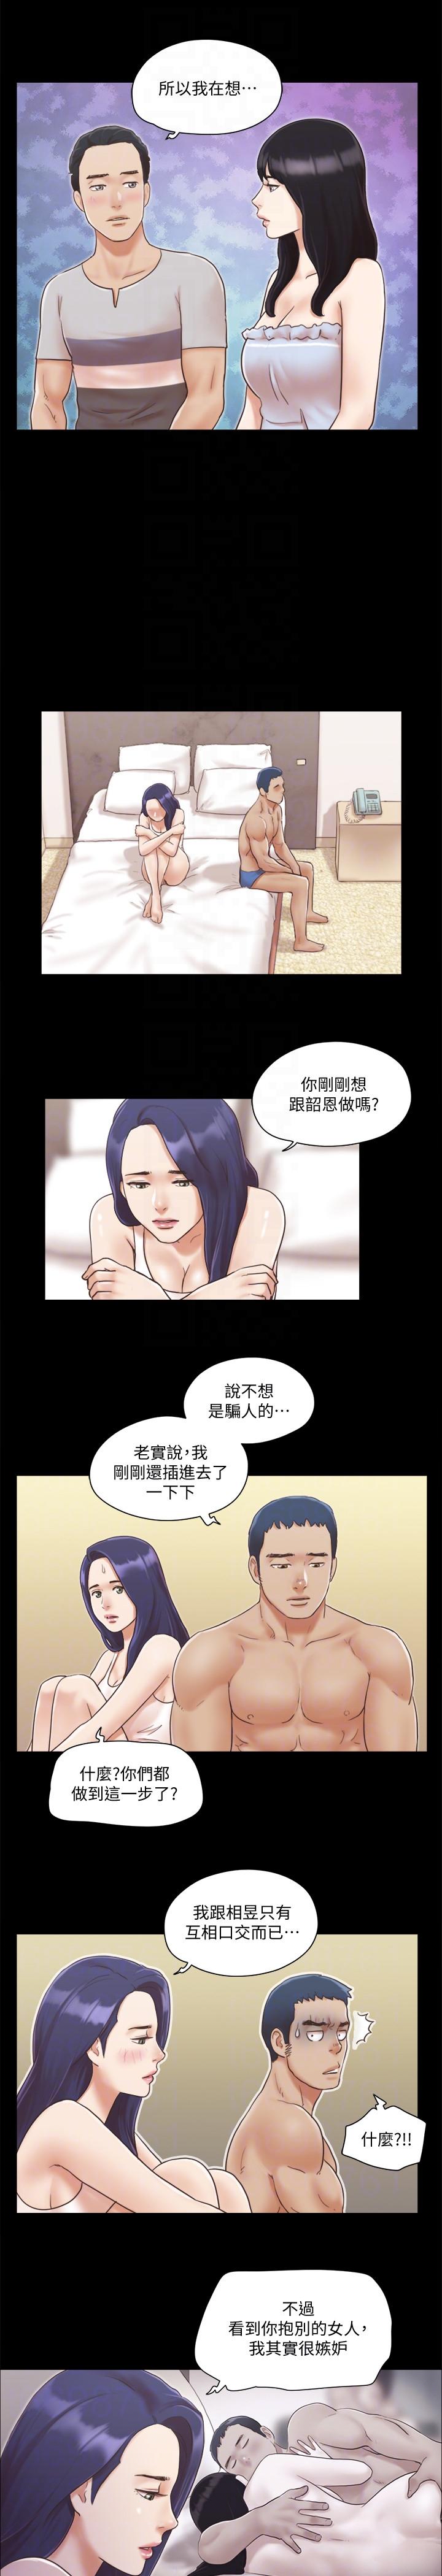 所以我在想…
你剛剛想
跟韶恩做嗎?
說不想
是騙人的…
老實說,我
剛剛還插進去了
一下下
什麼?你們都
做到這一步了?
我跟相昱只有
互相口交而已…
什麼?!!
不過
看到你抱別的女人,
我其實很嫉妒